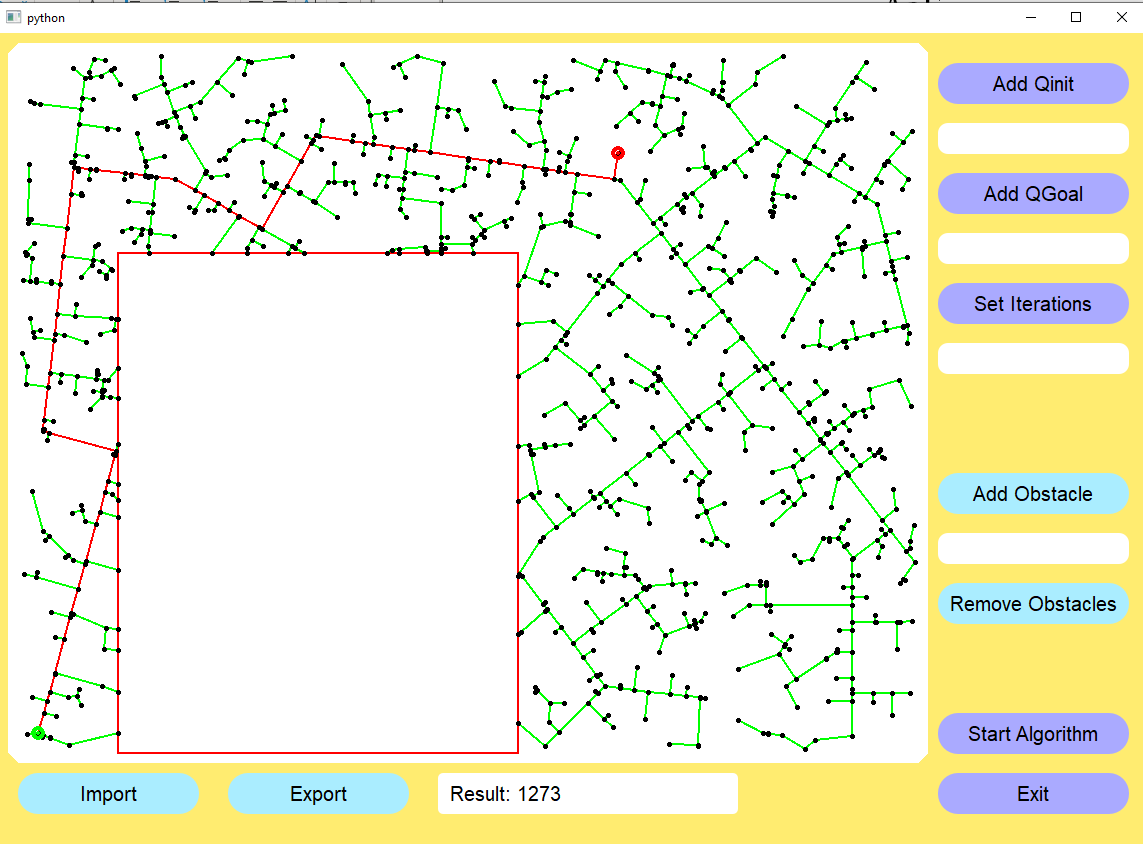 python
Add Qinit
Add QGoal
Set Iterations
Add Obstacle
Remove Obstacles
Start Algorithm
Import
Export
Result: 1273
Exit